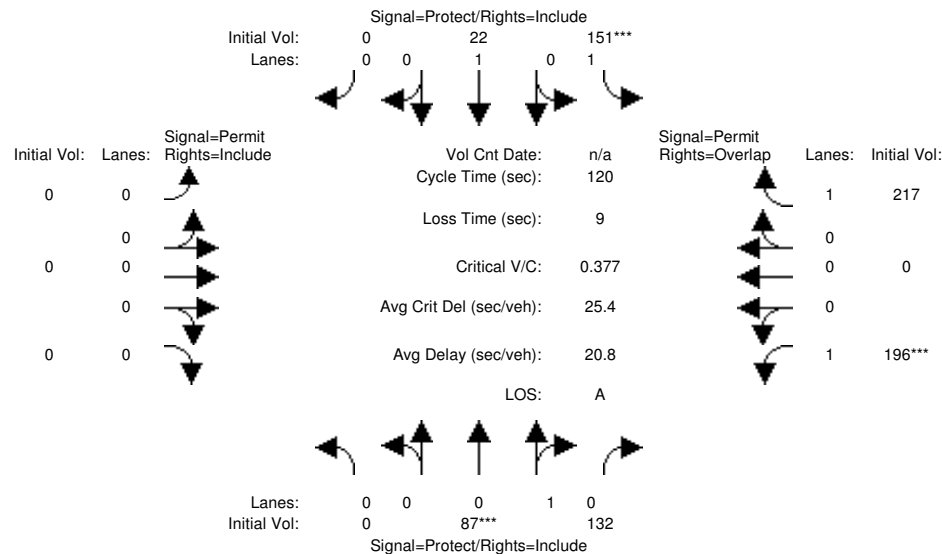 Signal=Protect/Rights=Include
Initial Vol: 0 22 151***
Lanes: 0 0 1 0 1
Signal=Permit Signal=Permit
Initial Vol: Lanes: Rights=Include Vol Cnt Date: n/a Rights=Overlap Lanes: Initial Vol:
Cycle Time (sec): 120
0 0 1 217
Loss Time (sec): 9
0 0
0 0 Critical V/C: 0.377 0 0
0 Avg Crit Del (sec/veh): 25.4 0
0 0 Avg Delay (sec/veh): 20.8 1 196***
LOS: A
Lanes: 0 0 0 1 0
Initial Vol: 0 87*** 132
Signal=Protect/Rights=Include